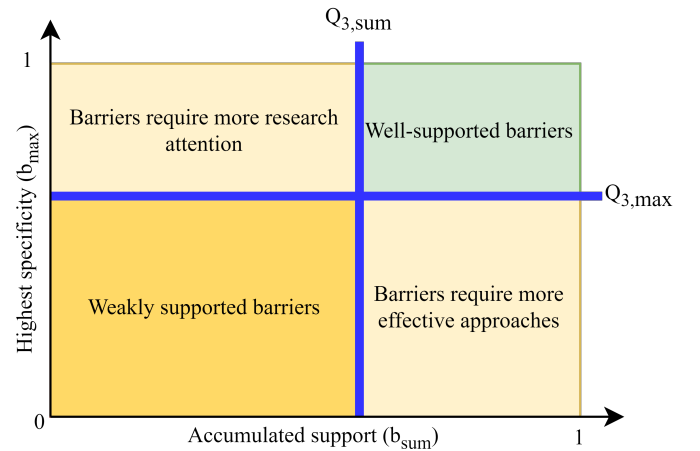 Q3,sum
1
Barriers require more research
attention
Well-supported barriers
Q3,max
Highest specificity (bmax)
Weakly supported barriers
Barriers require more
effective approaches
0
Accumulated support (bsum)
1